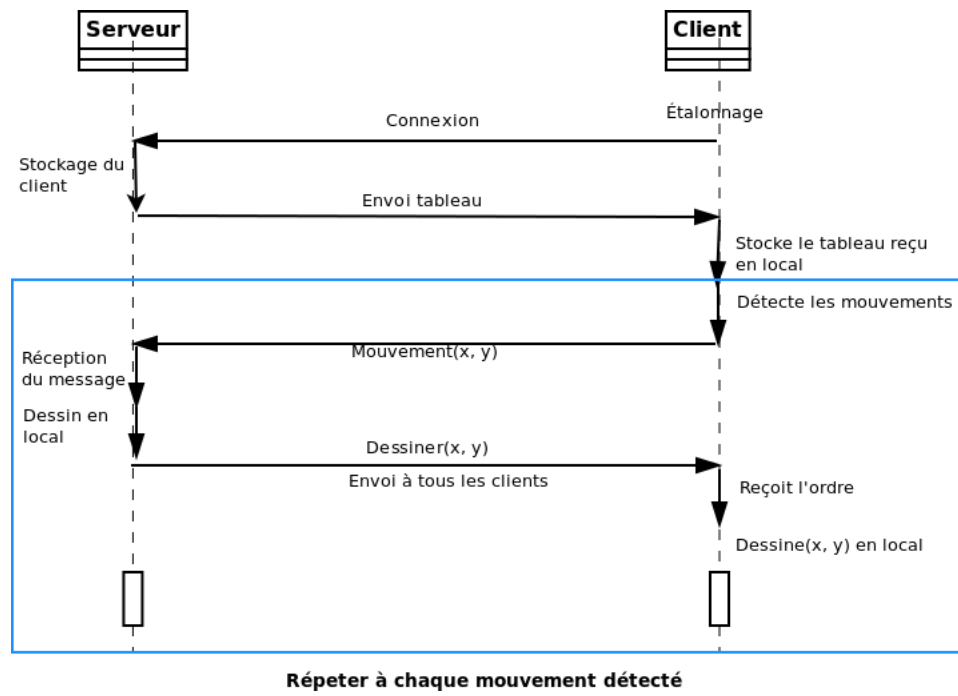 Serveur
Client
Étalonnage
Connexion
Stockage du
client
Envoi tableau
Stocke le tableau reçu
en local
Détecte les mouvements
Mouvement(x, y)
Réception
du message
Dessin en
local
Dessiner(x, y)
Envoi à tous les clients
Reçoit l'ordre
Dessine(x, y) en local
Répeter à chaque mouvement détecté